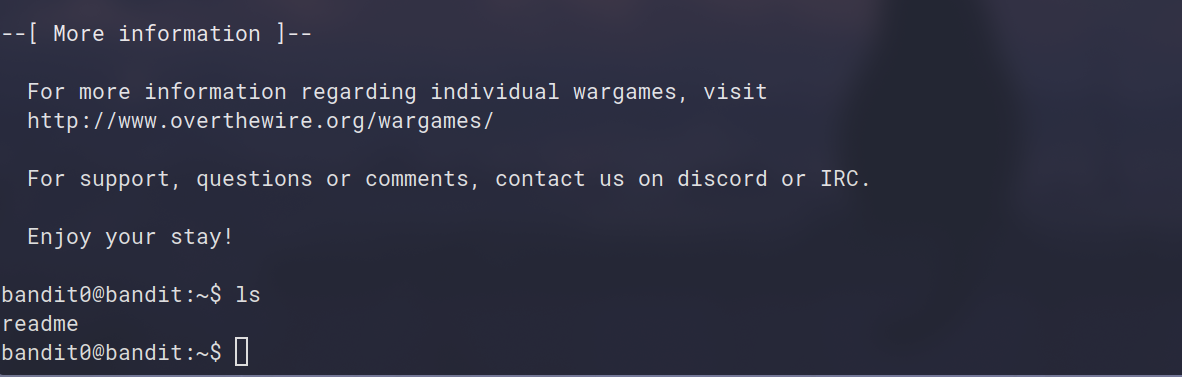 --[ More information ]--
For more information regarding individual wargames, visit
http://www.overthewire.org/wargames/
For support, questions or comments, contact us on discord or IRC.
Enjoy your stay!
bandit0@bandit:~$ ls
readme
bandit0@bandit:~$